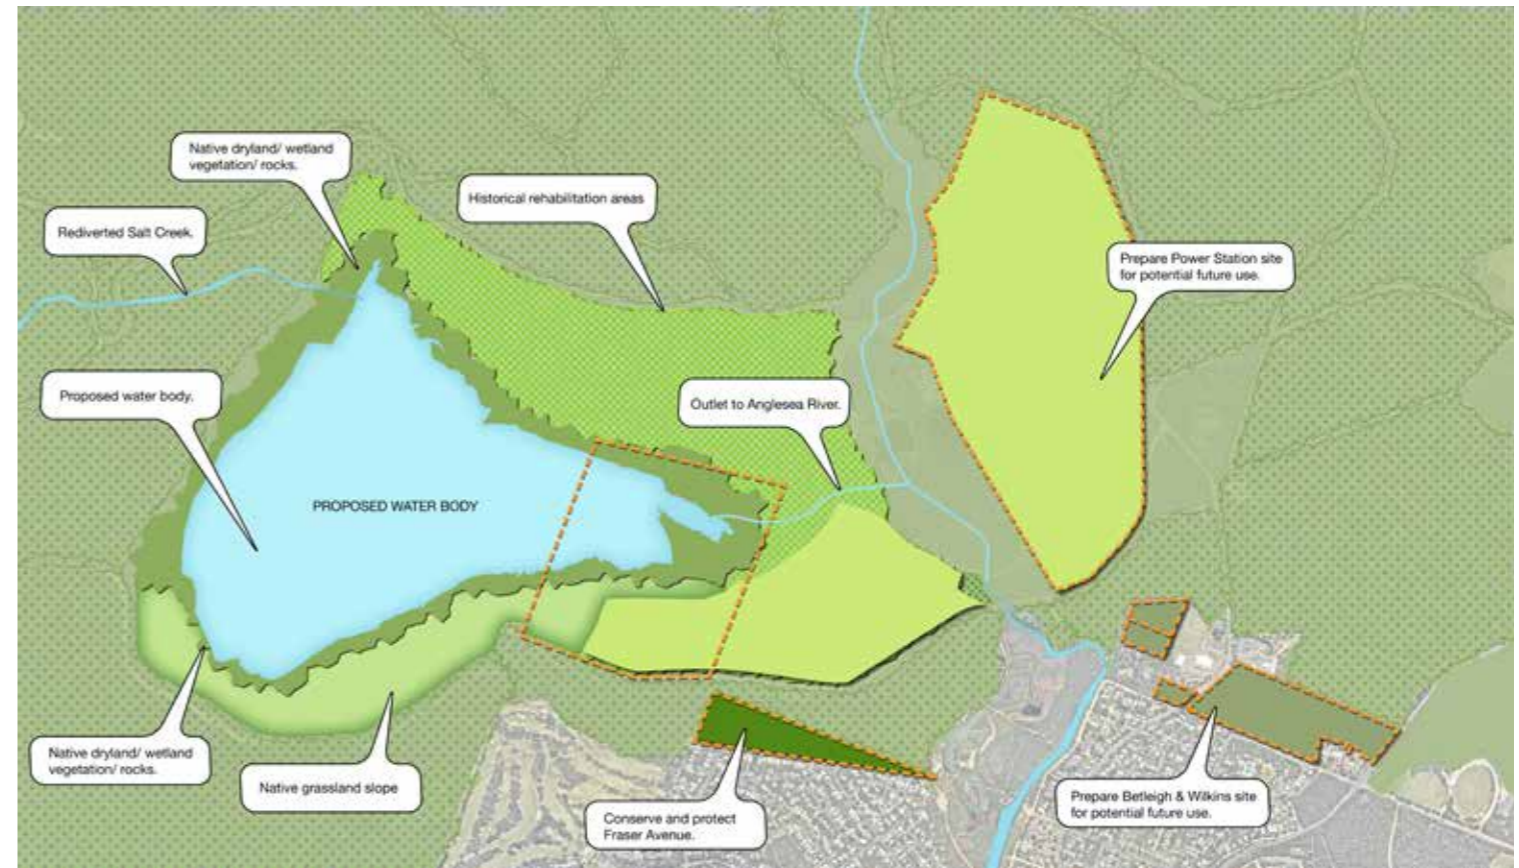 Native dryland/ wetland
vegetation/ rocks.
Historical rehabilitation areas
Rediverted Salt Creek.
Prepare Power Station site
for potential future use.
Proposed water body.
Outlet to Anglesea River.
PROPOSED WATER BODY
Native dryland/ wetland
vegetation/ rocks.
Native grassland slope
Conserve and protect
Fraser Avenue.
Prepare Betleigh & Wilkins site
for potential future use.